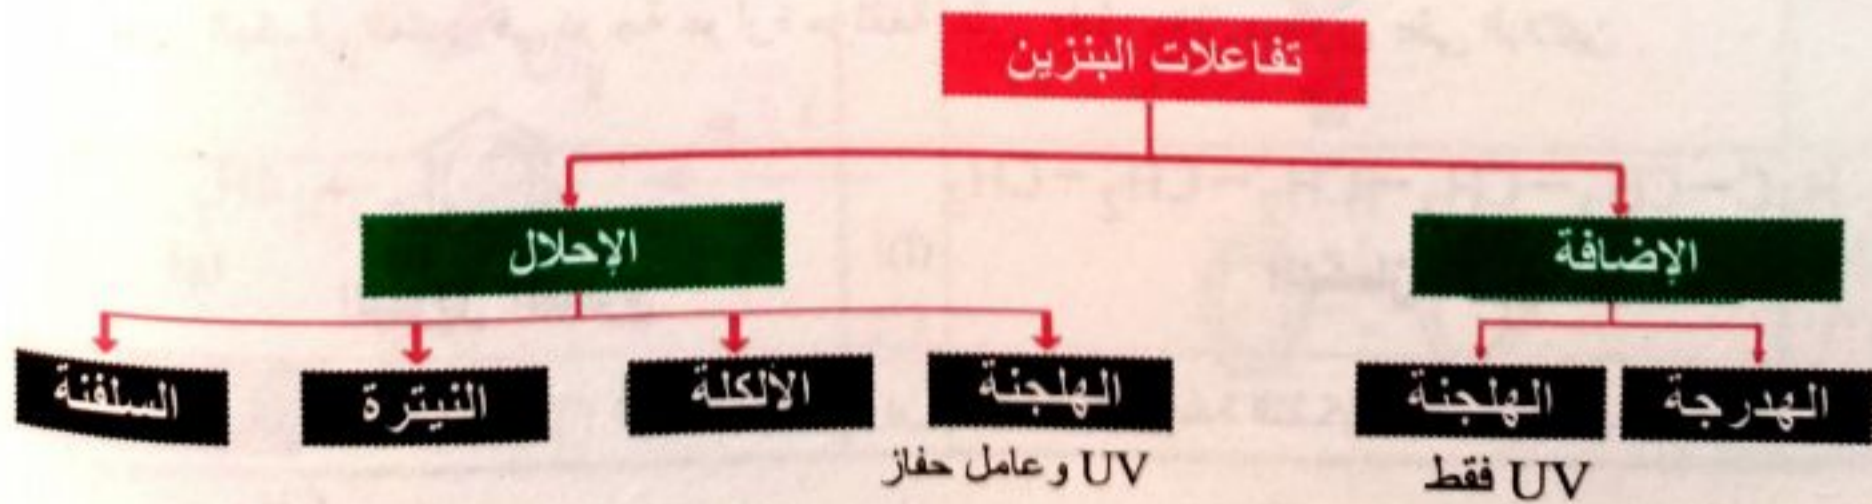 تفاعلات البنزين
الإضافة
الإحلال
الهدرجة
الهلجنة
UV فقط
الهلجنة
UV وعامل حفاز
الألكلة
النيترة
السلفنة